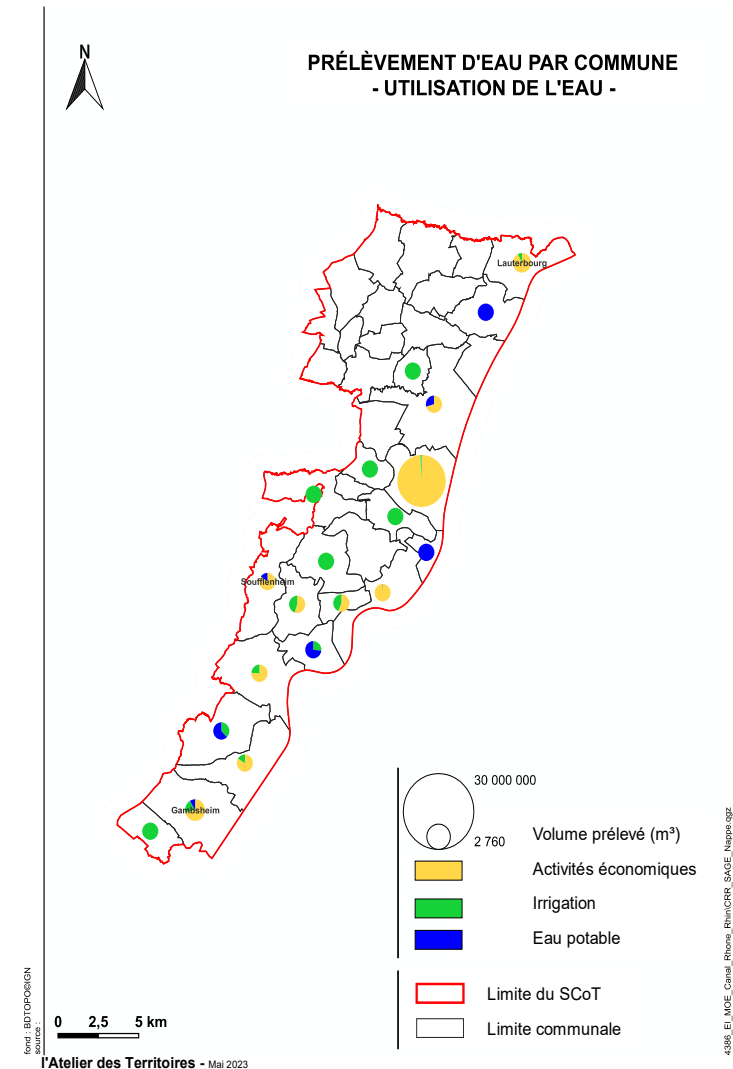 N
PRÉLÈVEMENT D'EAU PAR COMMUNE
- UTILISATION DE L'EAU -
Lauterbourg
Soufflenheim
Gambsheim
30 000 000
2 760
Volume prélevé (m³)
Activités économiques
Irrigation
Eau potable
Limite du SCoT
Limite communale
0 2,5 5 km
fond : BDTOPO©IGN
source :
l'Atelier des Territoires - Mai 2023
4386_EI_MOE_Canal_Rhone_Rhin\CRR_SAGE_Nappe.qgz